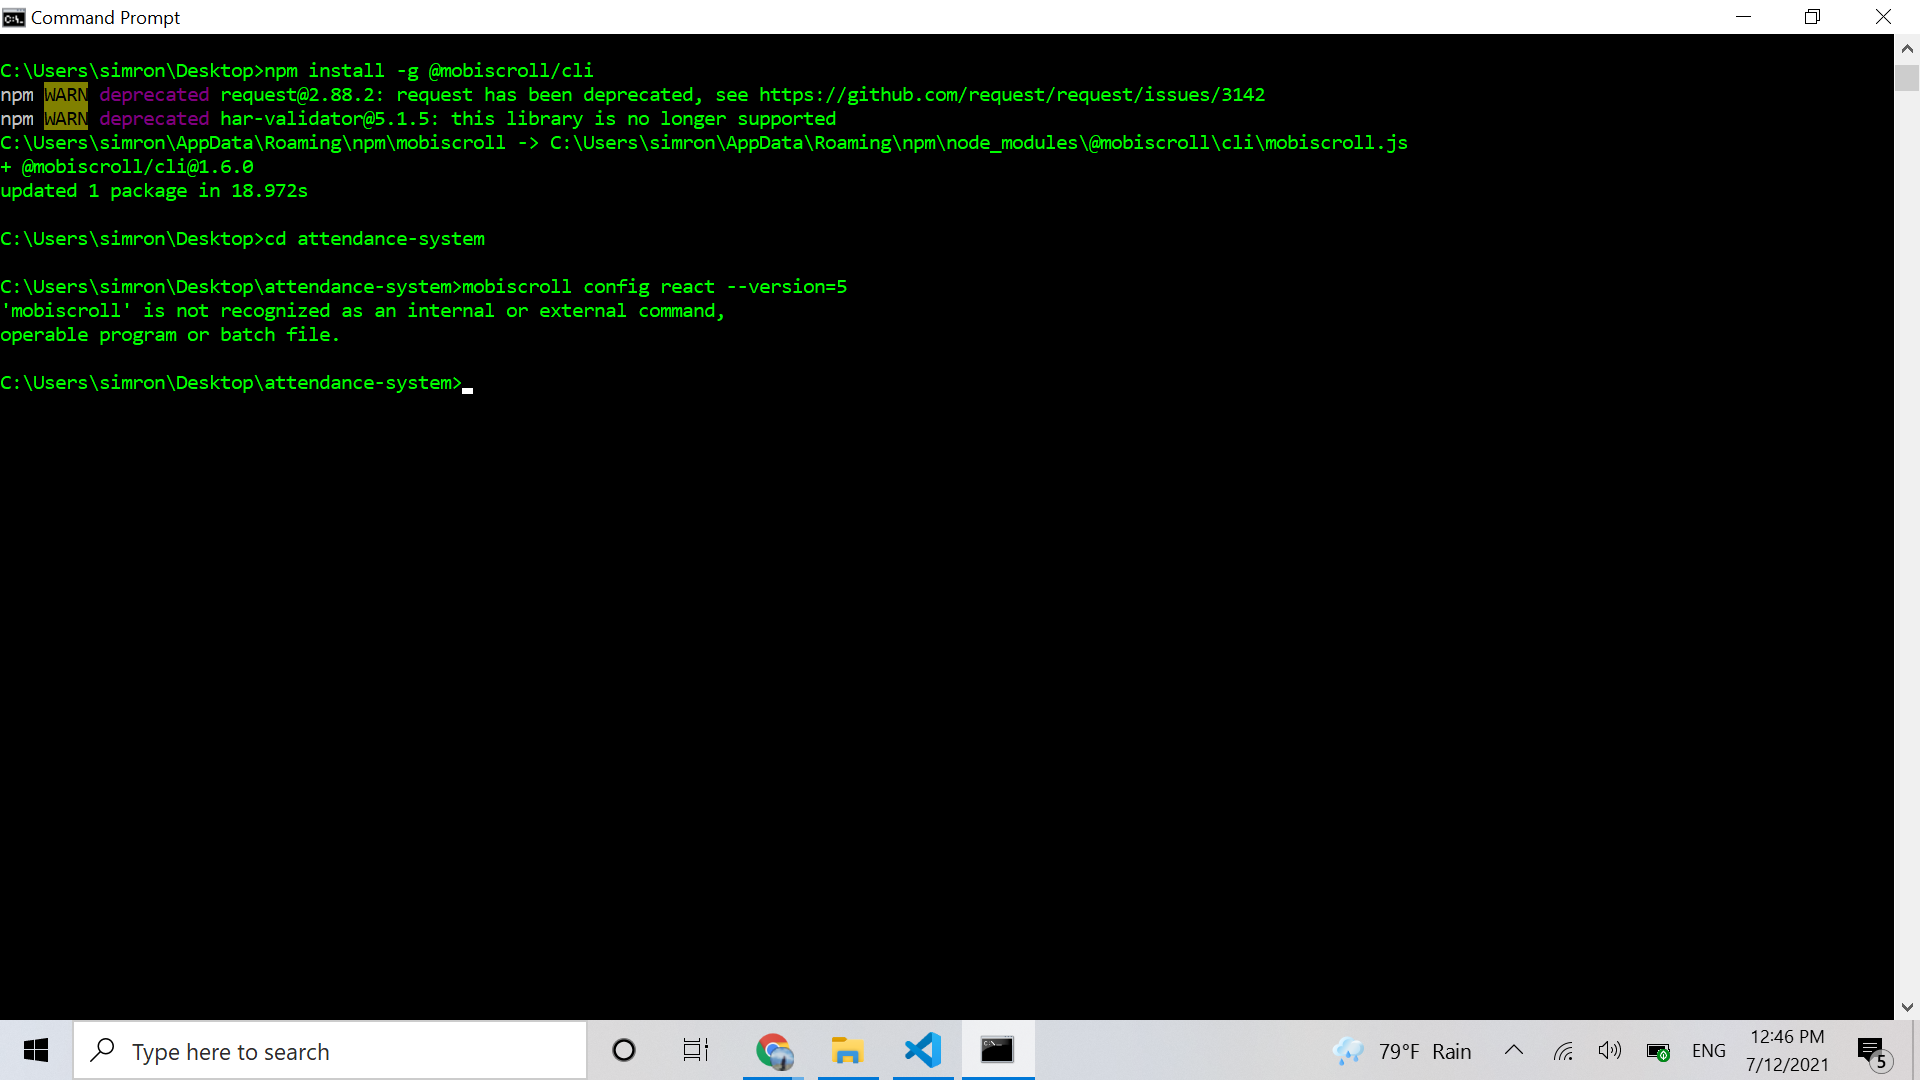 Command Prompt
C:\Users\simron\Desktop>npm install -g @mobiscroll/cli
npm WARN deprecated request@2.88.2: request has been deprecated, see https://github.com/request/request/issues/3142
npm WARN deprecated har-validator@5.1.5: this library is no longer supported
C:\Users\simron\AppData\Roaming\npm\mobiscroll -> C:\Users\simron\AppData\Roaming\npm\node_modules\@mobiscroll\cli\mobiscroll.js
+ @mobiscroll/cli@1.6.0
updated 1 package in 18.972s
C:\Users\simron\Desktop>cd attendance-system
C:\Users\simron\Desktop\attendance-system>mobiscroll config react --version=5
'mobiscroll' is not recognized as an internal or external command,
operable program or batch file.
C:\Users\simron\Desktop\attendance-system>
Type here to search
79°F Rain
ENG
12:46 PM
7/12/2021
5